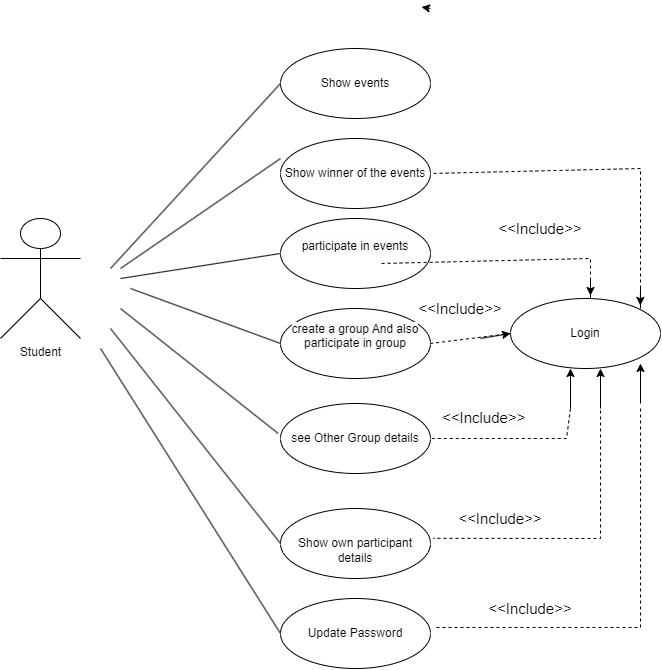 Show events
Show winner of the events
<<Include>>
participate in events
<<Include>>
create a group And also
participate in group
Login
Student
<<Include>>
see Other Group details
<<Include>>
Show own participant
details
<<Include>>
Update Password